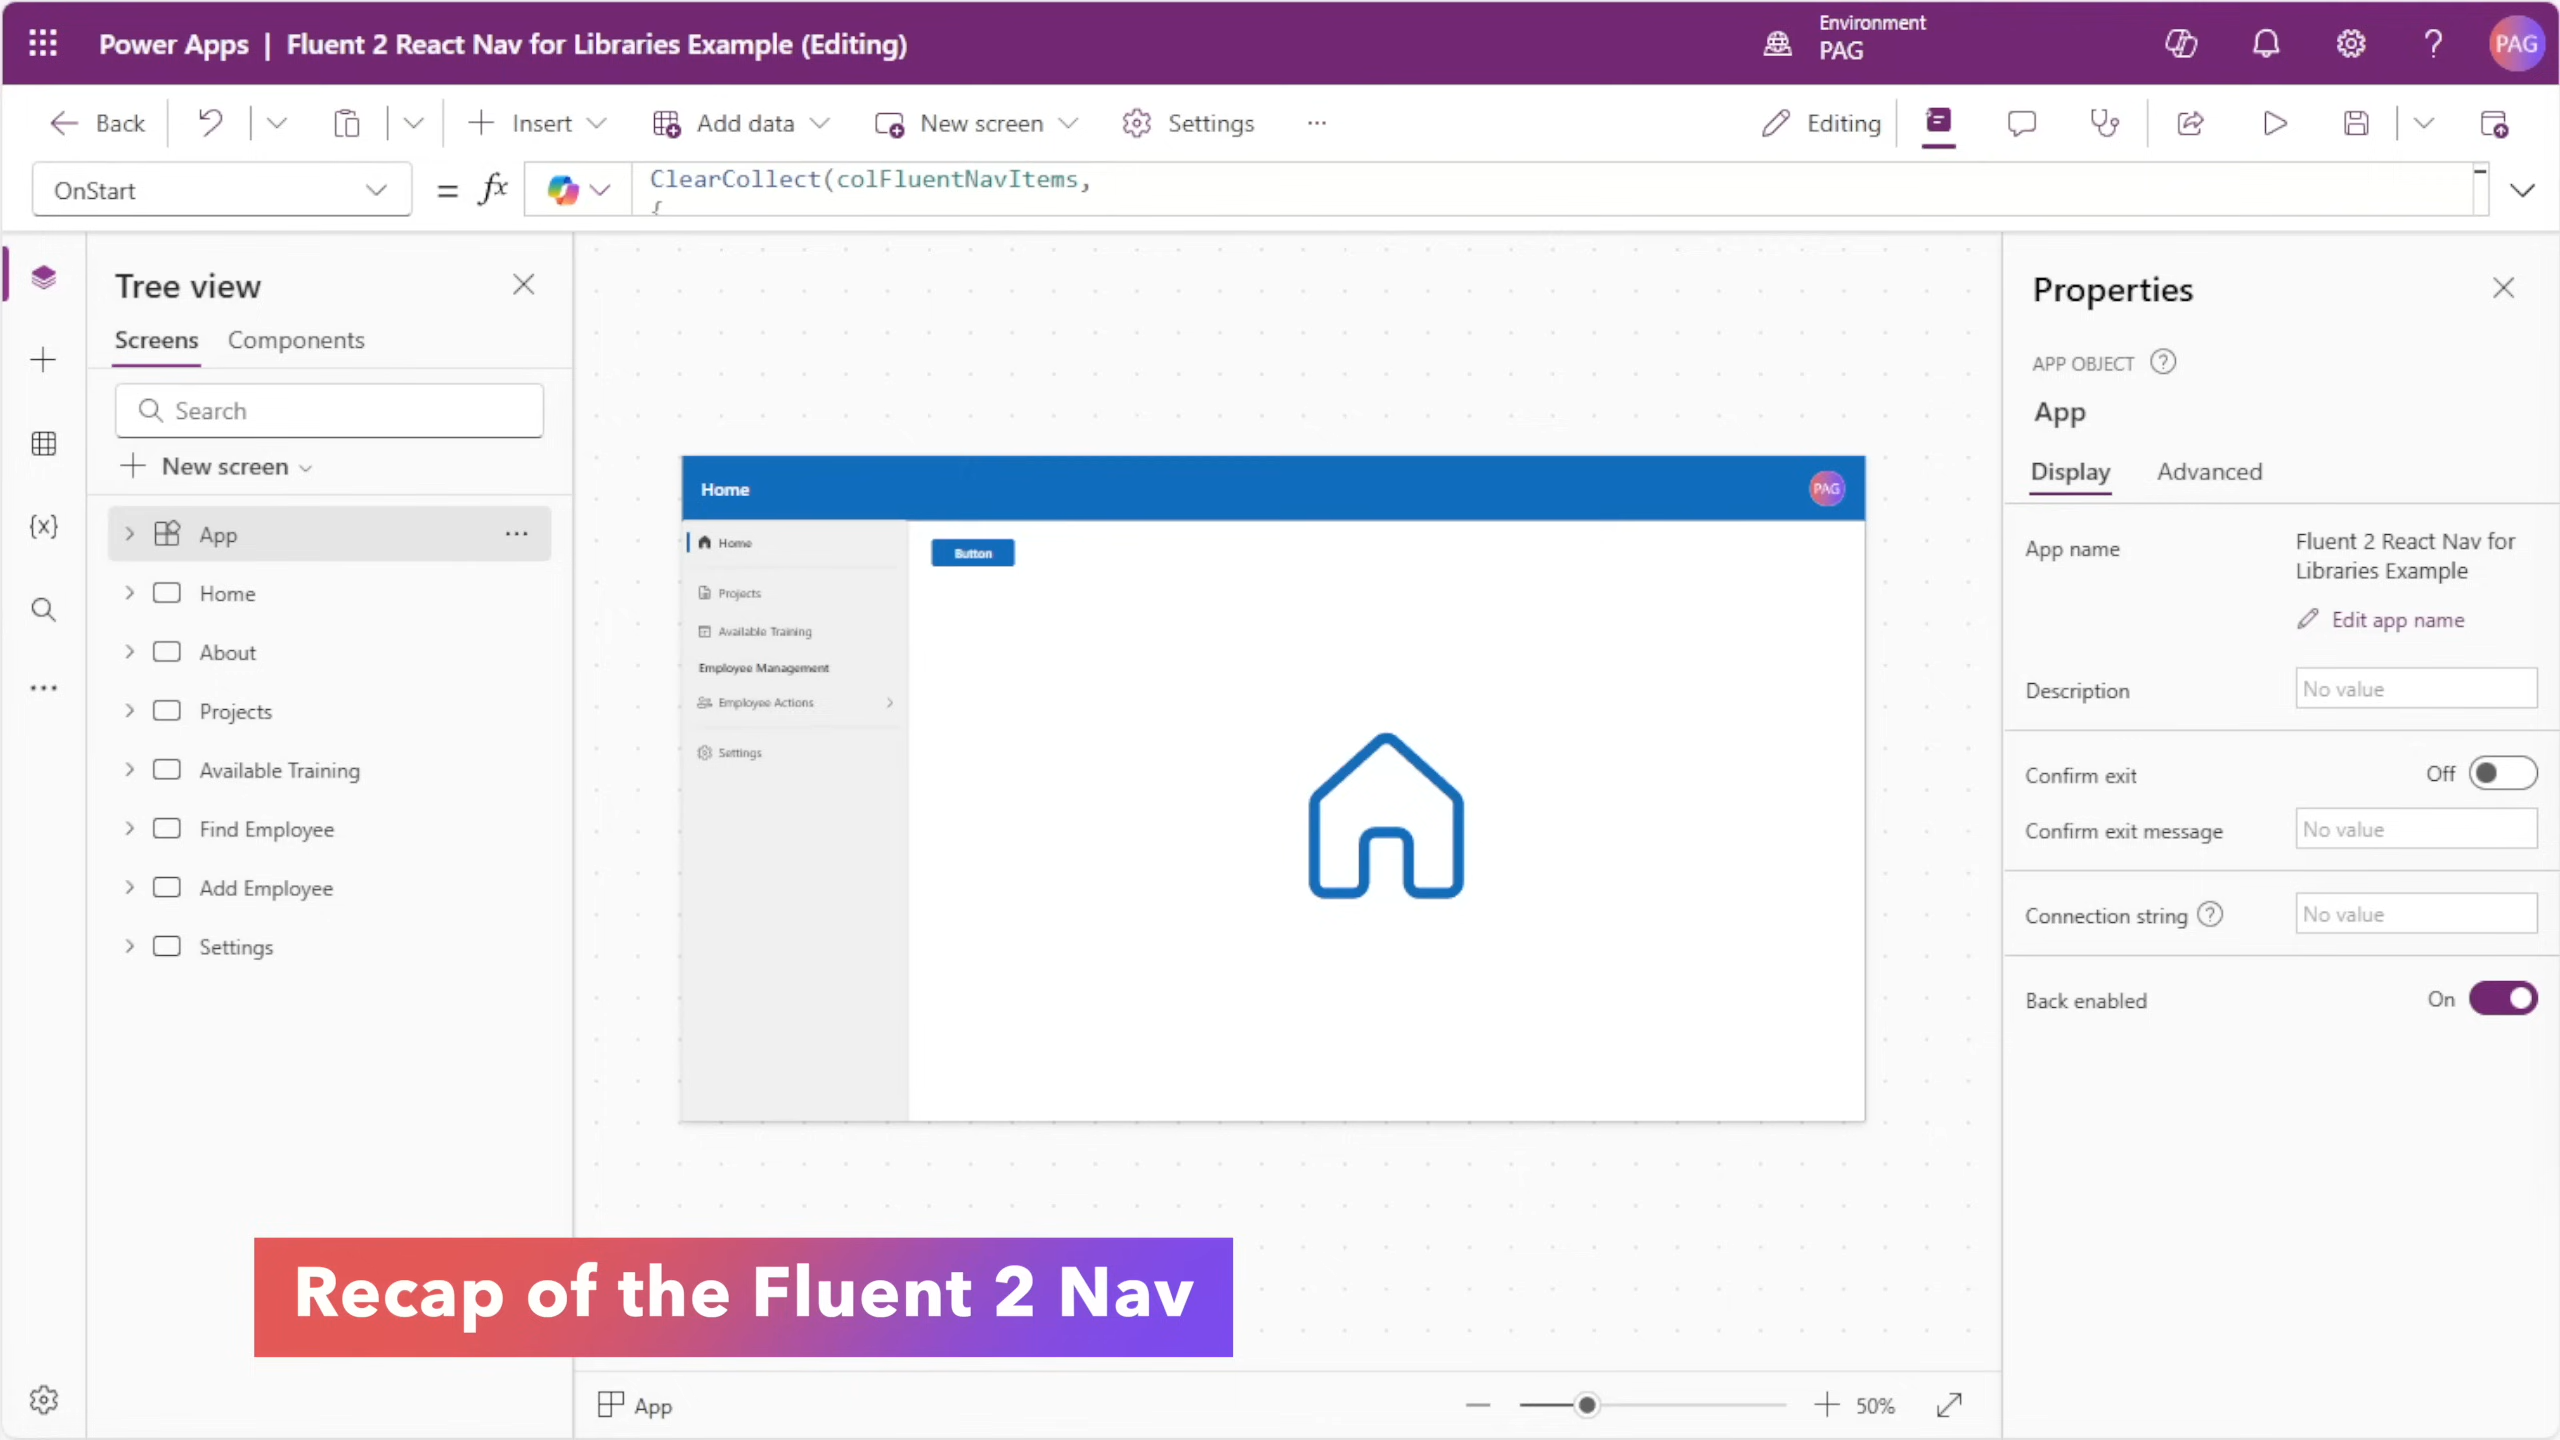 Power Apps | Fluent 2 React Nav for Libraries Example (Editing)
Environment
PAG
PAG
Back
Insert
Add data
New screen
Settings
Editing
OnStart
= fx
ClearCollect(colFluentNavItems,
{
Tree view
Screens
Components
Search
New screen
App
Home
About
Projects
Available Training
Find Employee
Add Employee
Settings
Home
PAG
Home
Projects
Available Training
Employee Management
Employee Actions
Settings
Button
Properties
APP OBJECT
App
Display
Advanced
App name
Fluent 2 React Nav for
Libraries Example
Edit app name
Description
No value
Confirm exit
Off
Confirm exit message
No value
Connection string
No value
Back enabled
On
Recap of the Fluent 2 Nav
App
50%